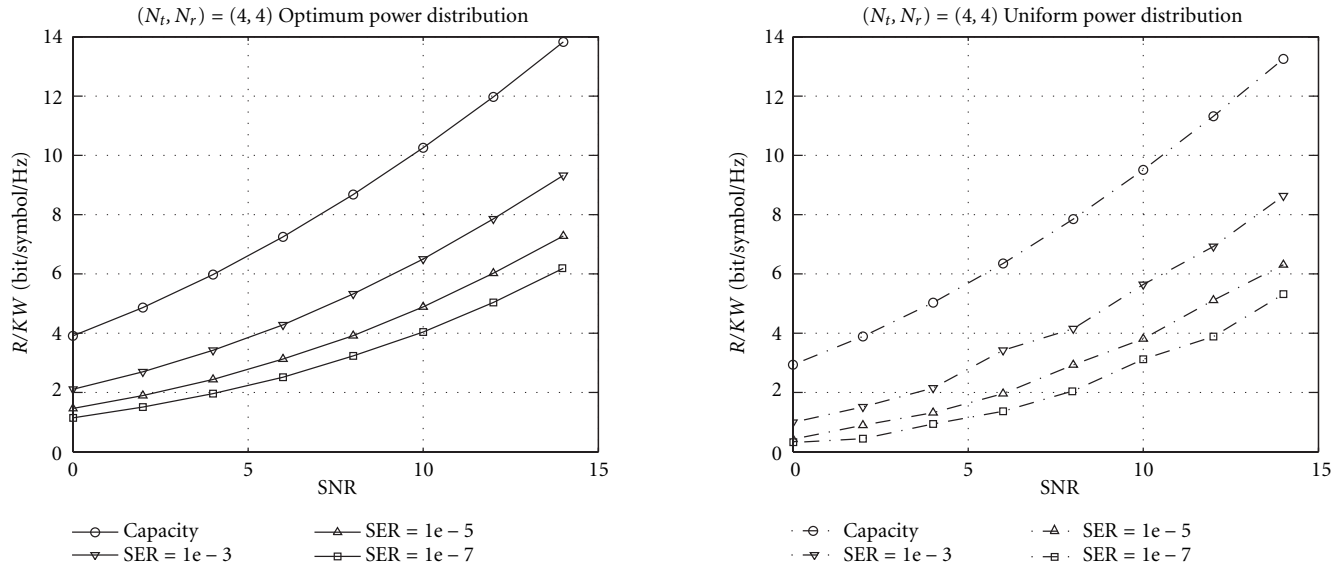 (N_t, N_r) = (4, 4) Optimum power distribution
14
12
10
8
6
4
2
0
R/KW (bit/symbol/Hz)
0 5 10 15
SNR
Capacity
SER = 1e − 3
SER = 1e − 5
SER = 1e − 7
(N_t, N_r) = (4, 4) Uniform power distribution
14
12
10
8
6
4
2
0
R/KW (bit/symbol/Hz)
0 5 10 15
SNR
Capacity
SER = 1e − 3
SER = 1e − 5
SER = 1e − 7